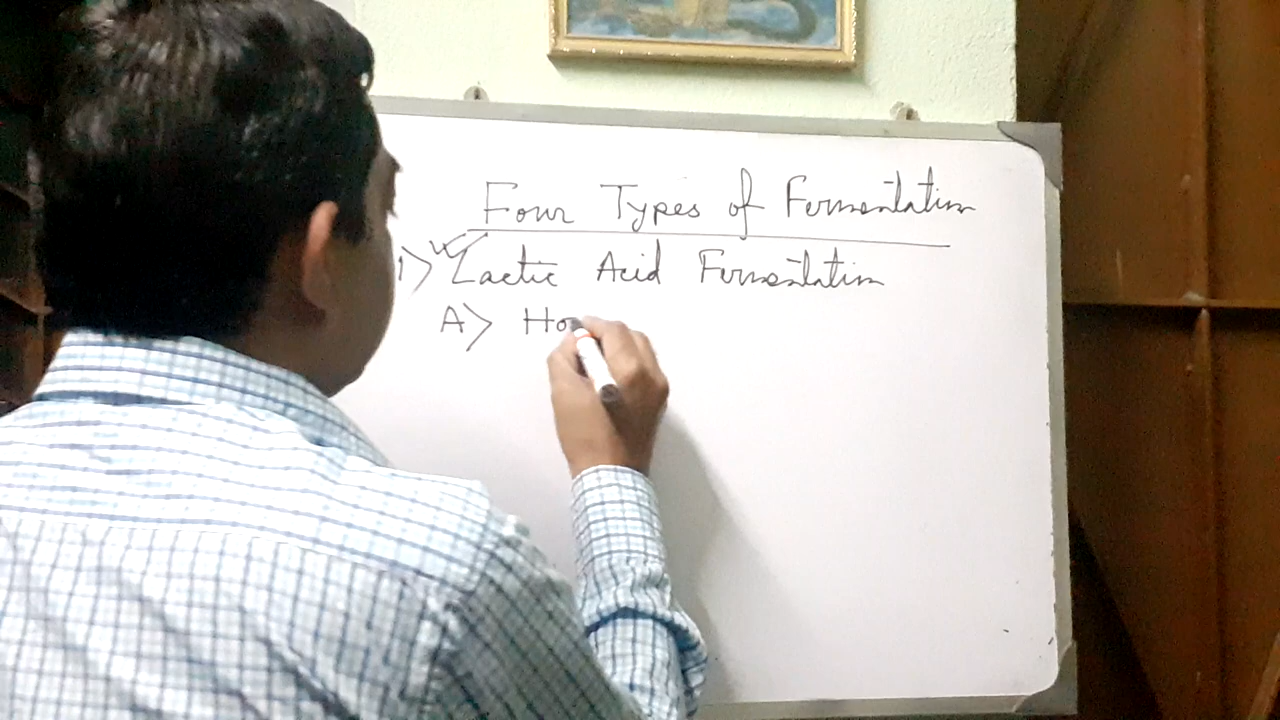 Four Types of Fermentation
1> Lactic Acid Fermentation
A> Ho